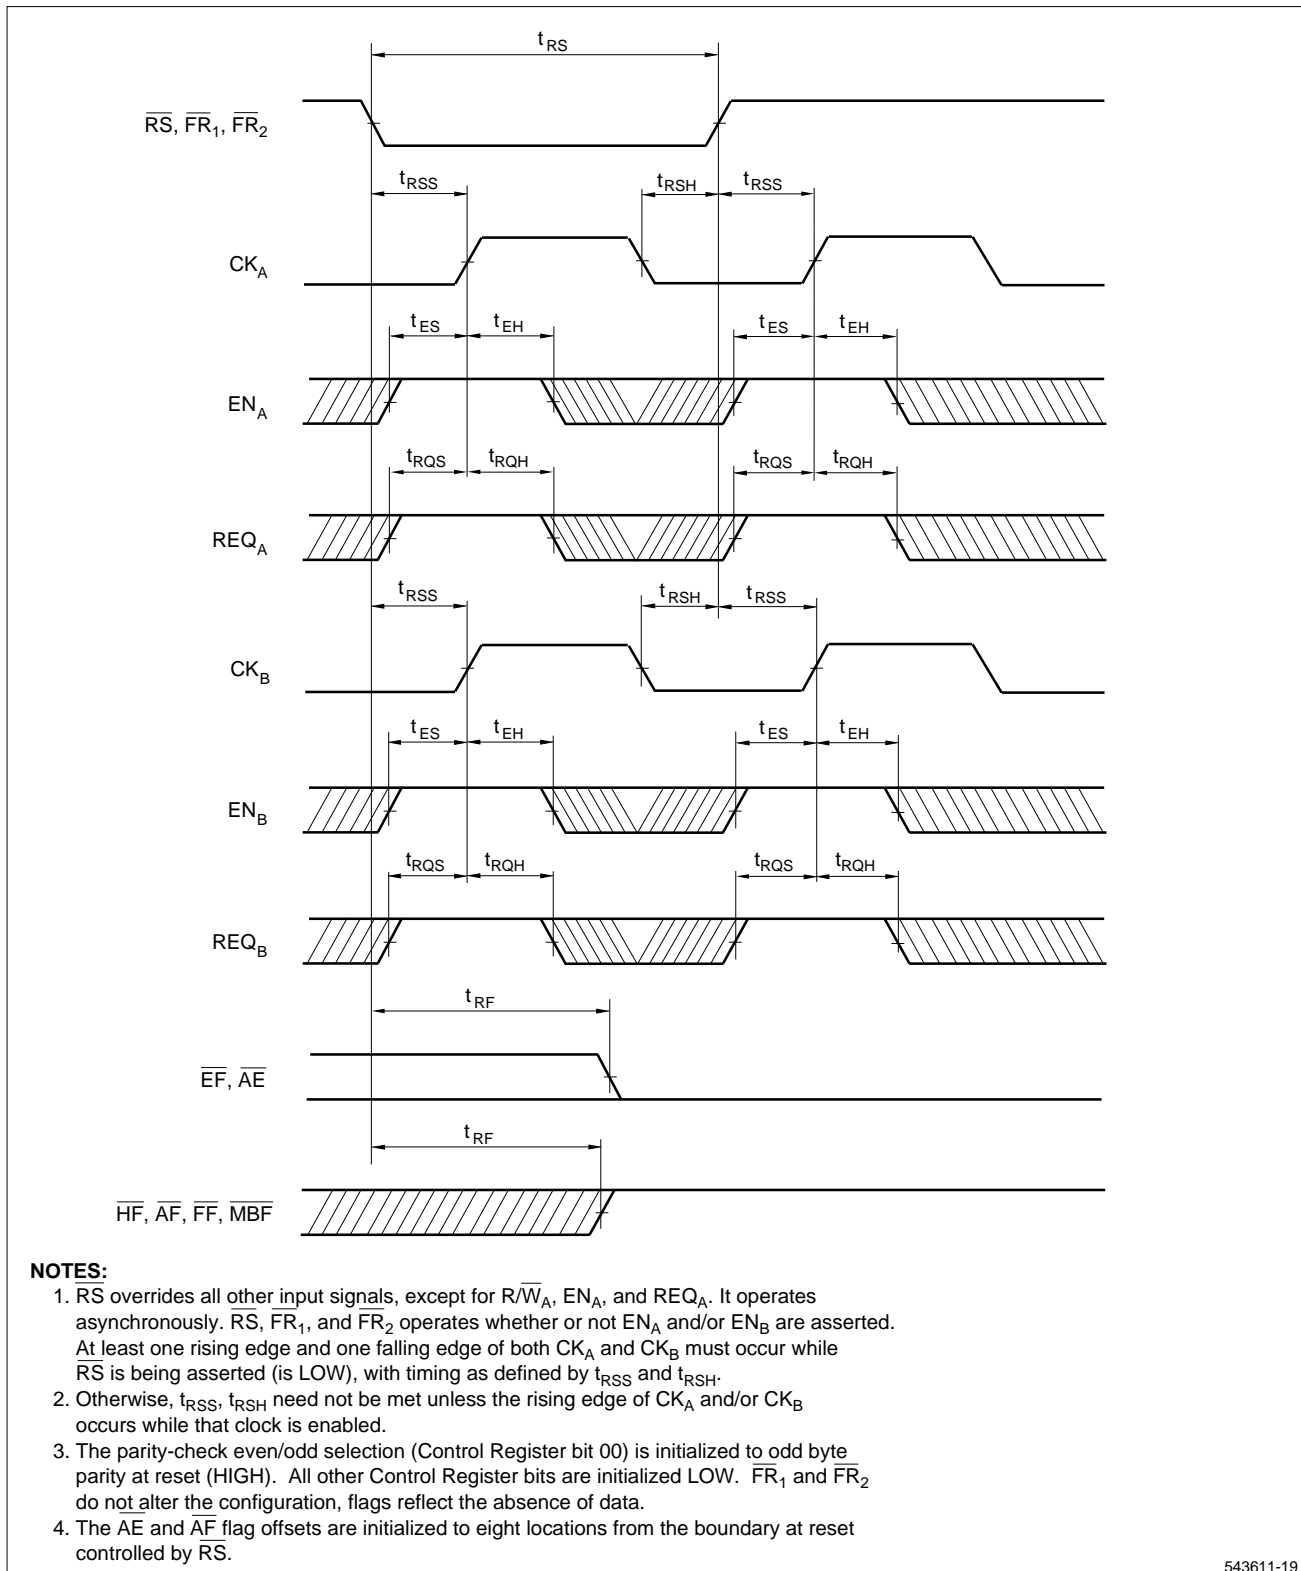 tRS
RS, FR1, FR2
tRSS tRSH tRSS
CKA
tES tEH tES tEH
ENA
tRQS tRQH tRQS tRQH
REQA
tRSS tRSH tRSS
CKB
tES tEH tES tEH
ENB
tRQS tRQH tRQS tRQH
REQB
tRF
EF, AE
tRF
HF, AF, FF, MBF
NOTES:
1. RS overrides all other input signals, except for R/WA, ENA, and REQA. It operates
asynchronously. RS, FR1, and FR2 operates whether or not ENA and/or ENB are asserted.
At least one rising edge and one falling edge of both CKA and CKB must occur while
RS is being asserted (is LOW), with timing as defined by tRSS and tRSH.
2. Otherwise, tRSS, tRSH need not be met unless the rising edge of CKA and/or CKB
occurs while that clock is enabled.
3. The parity-check even/odd selection (Control Register bit 00) is initialized to odd byte
parity at reset (HIGH). All other Control Register bits are initialized LOW. FR1 and FR2
do not alter the configuration, flags reflect the absence of data.
4. The AE and AF flag offsets are initialized to eight locations from the boundary at reset
controlled by RS.
543611-19